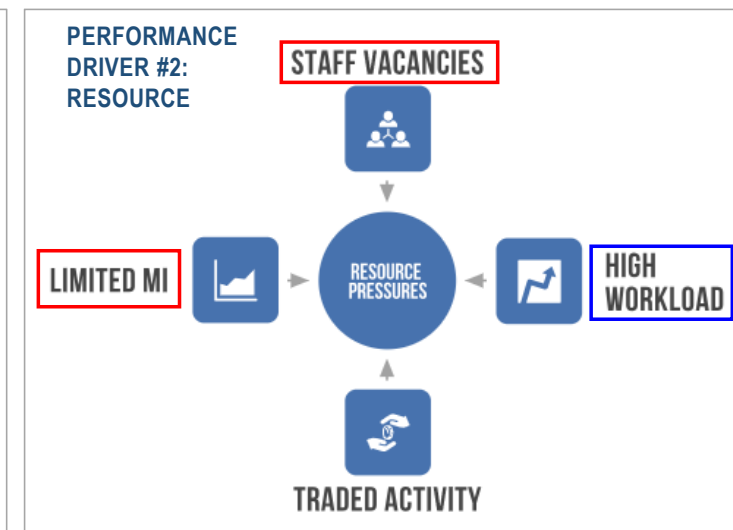 PERFORMANCE
DRIVER #2:
RESOURCE
STAFF VACANCIES
LIMITED MI
RESOURCE
PRESSURES
HIGH
WORKLOAD
TRADED ACTIVITY